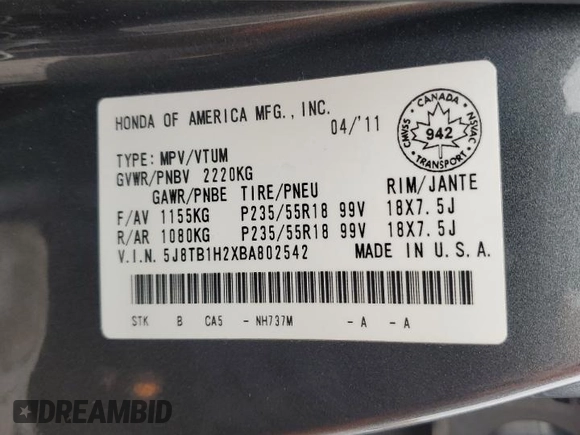 HONDA OF AMERICA MFG., INC.
04/'11
CANADA
CMVSS NSVAC
942
TRANSPORT
TYPE: MPV/VTUM
GVWR/PNBV 2220KG
GAWR/PNBE TIRE/PNEU RIM/JANTE
F/AV 1155KG P235/55R18 99V 18X7.5J
R/AR 1080KG P235/55R18 99V 18X7.5J
V.I.N. 5J8TB1H2XBA802542 MADE IN U.S.A.
STK B CA5 - NH737M - A - A
DREAMBID